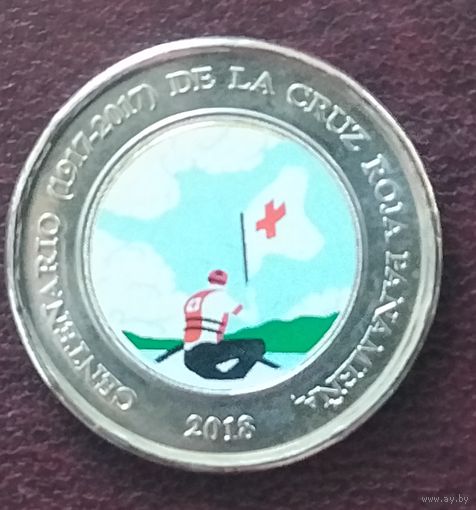 CENTENARIO (1917-2017) DE LA CRUZ ROJA PANAMEÑA.
2018
www.ay.by